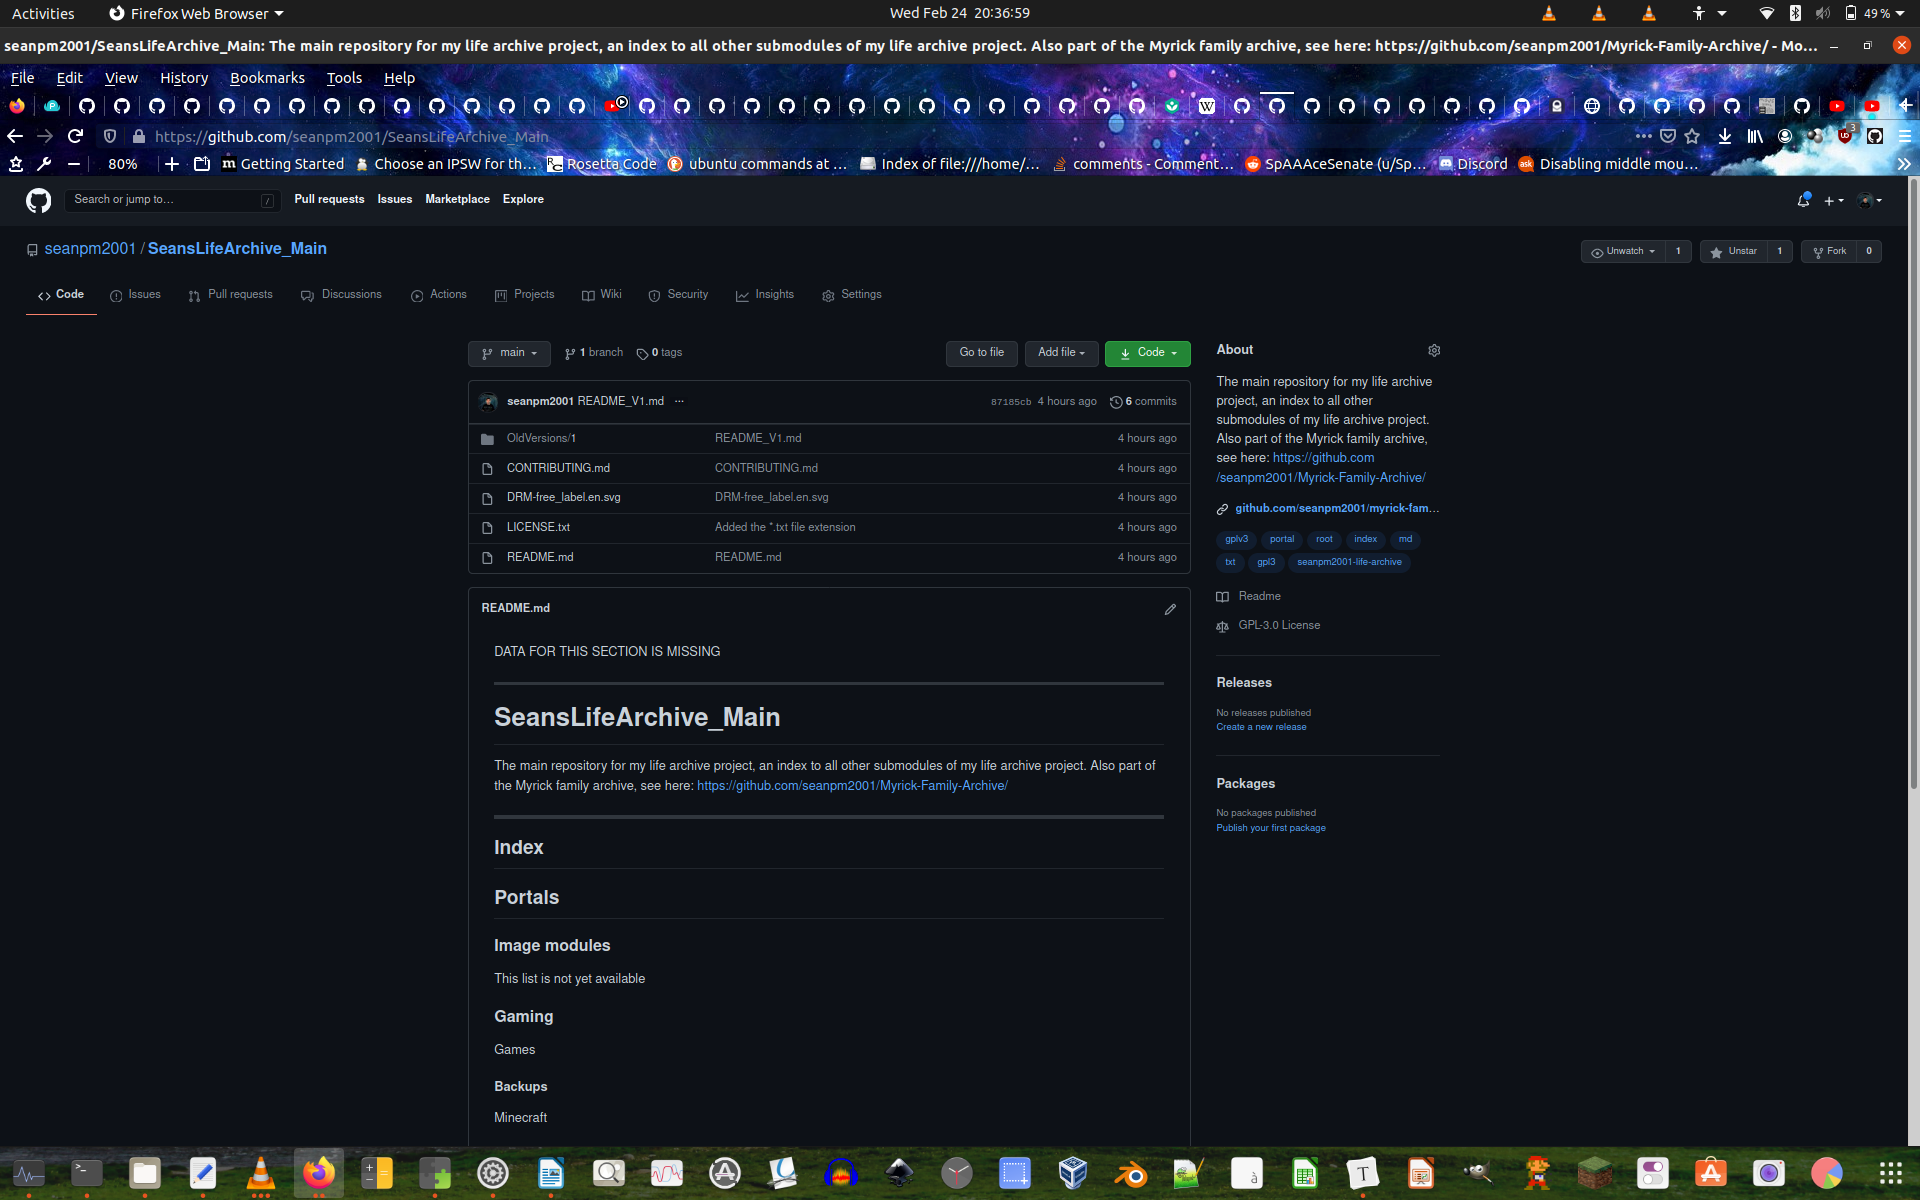 Activities Firefox Web Browser Wed Feb 24 20:36:59 49 %
seanpm2001/SeansLifeArchive_Main: The main repository for my life archive project, an index to all other submodules of my life archive project. Also part of the Myrick family archive, see here: https://github.com/seanpm2001/Myrick-Family-Archive/ - Mo…
File Edit View History Bookmarks Tools Help
https://github.com/seanpm2001/SeansLifeArchive_Main
80% Getting Started Choose an IPSW for th… Rosetta Code ubuntu commands at … Index of file:///home/… comments - Comment… SpAAAceSenate (u/Sp… Discord Disabling middle mou…
Search or jump to… / Pull requests Issues Marketplace Explore
seanpm2001 / SeansLifeArchive_Main
Unwatch 1 Unstar 1 Fork 0
Code Issues Pull requests Discussions Actions Projects Wiki Security Insights Settings
main 1 branch 0 tags Go to file Add file Code
seanpm2001 README_V1.md … 87185cb 4 hours ago 6 commits
OldVersions/1 README_V1.md 4 hours ago
CONTRIBUTING.md CONTRIBUTING.md 4 hours ago
DRM-free_label.en.svg DRM-free_label.en.svg 4 hours ago
LICENSE.txt Added the *.txt file extension 4 hours ago
README.md README.md 4 hours ago
README.md
DATA FOR THIS SECTION IS MISSING
SeansLifeArchive_Main
The main repository for my life archive project, an index to all other submodules of my life archive project. Also part of
the Myrick family archive, see here: https://github.com/seanpm2001/Myrick-Family-Archive/
Index
Portals
Image modules
This list is not yet available
Gaming
Games
Backups
Minecraft
About
The main repository for my life archive
project, an index to all other
submodules of my life archive project.
Also part of the Myrick family archive,
see here: https://github.com
/seanpm2001/Myrick-Family-Archive/
github.com/seanpm2001/myrick-fam…
gplv3 portal root index md
txt gpl3 seanpm2001-life-archive
Readme
GPL-3.0 License
Releases
No releases published
Create a new release
Packages
No packages published
Publish your first package